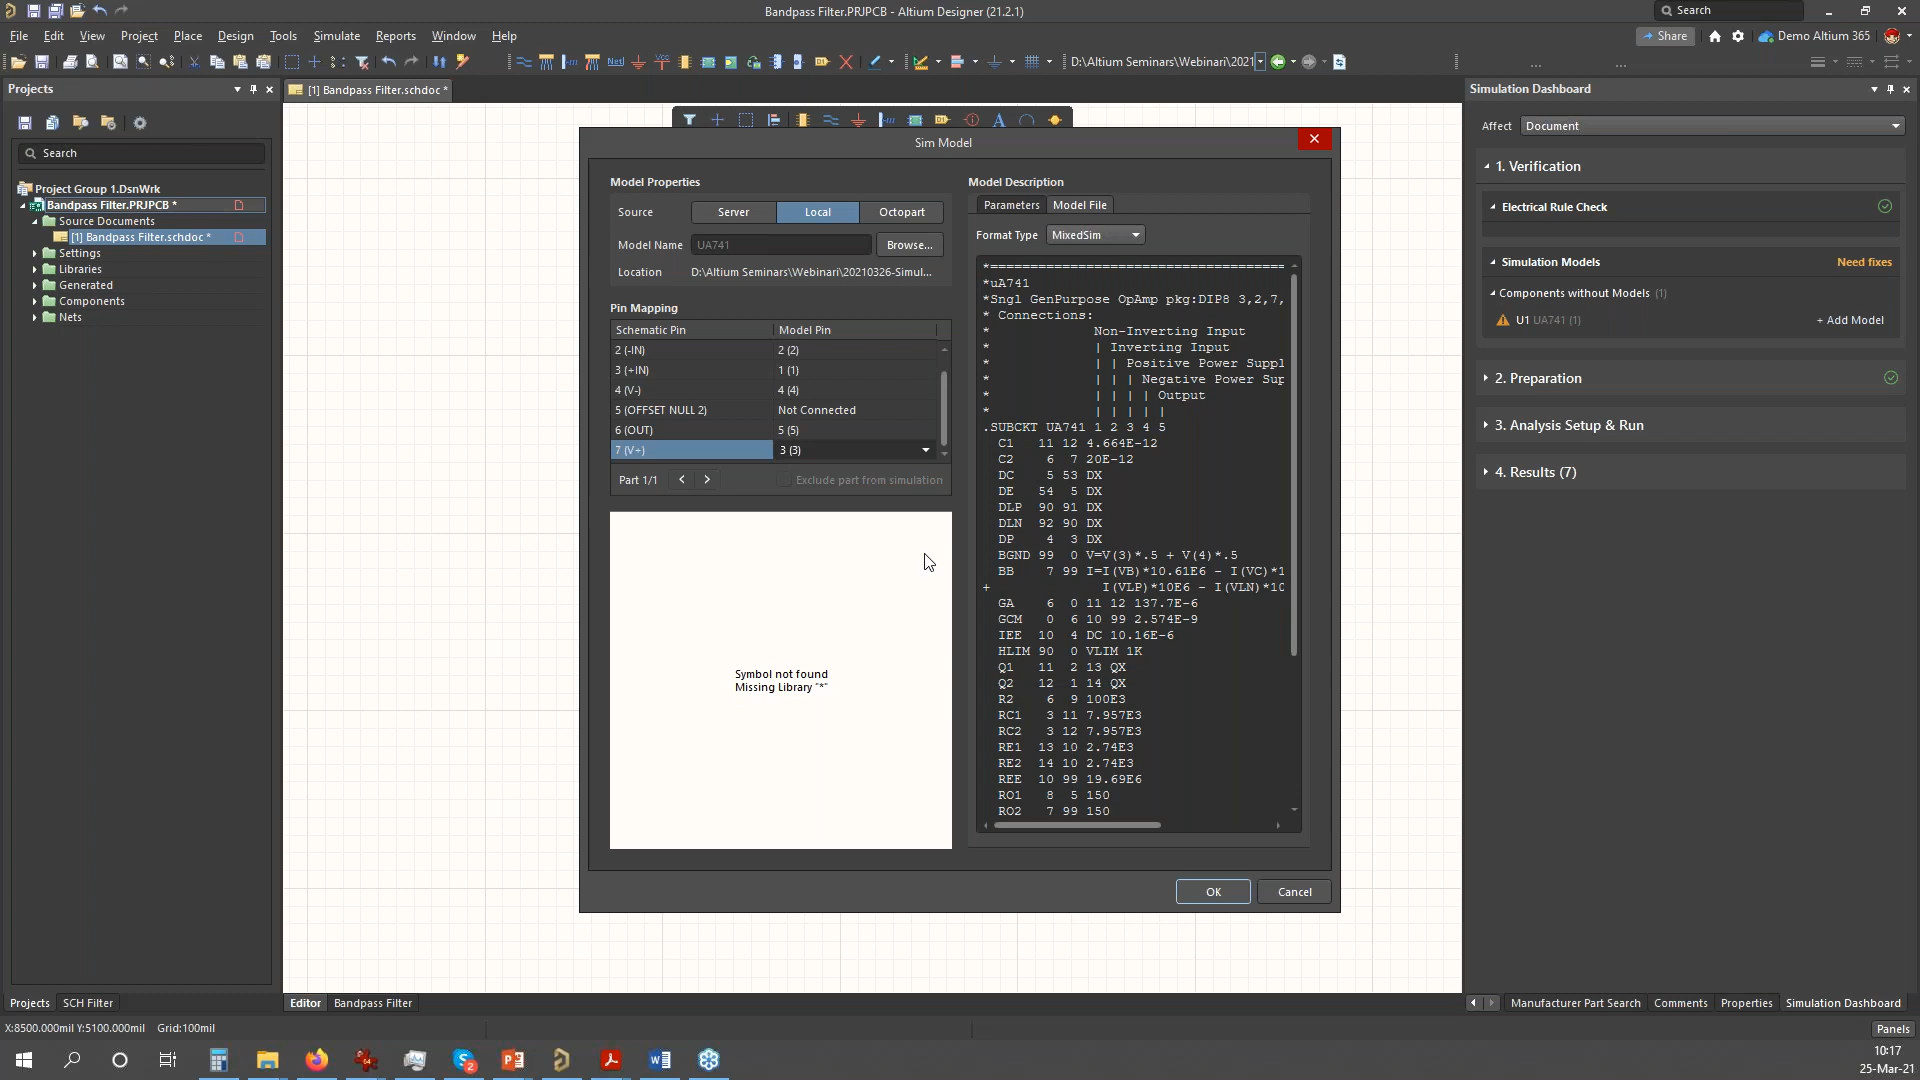 Bandpass Filter.PRJPCB - Altium Designer (21.2.1)
Search
File Edit View Project Place Design Tools Simulate Reports Window Help
Share
Demo Altium 365
Net
Vcc
D1
D:\Altium Seminars\Webinari\2021
...
...
Projects
[1] Bandpass Filter.schdoc *
Simulation Dashboard
Search
Project Group 1.DsnWrk
Bandpass Filter.PRJPCB *
Source Documents
[1] Bandpass Filter.schdoc *
Settings
Libraries
Generated
Components
Nets
D1
A
Sim Model
Model Properties
Source Server Local Octopart
Model Name UA741 Browse...
Location D:\Altium Seminars\Webinari\20210326-Simul...
Pin Mapping
Schematic Pin Model Pin
2 (-IN) 2 (2)
3 (+IN) 1 (1)
4 (V-) 4 (4)
5 (OFFSET NULL 2) Not Connected
6 (OUT) 5 (5)
7 (V+) 3 (3)
Part 1/1 < > Exclude part from simulation
Symbol not found
Missing Library "*"
Model Description
Parameters Model File
Format Type MixedSim
*=================================
*uA741
*Sngl GenPurpose OpAmp pkg:DIP8 3,2,7,
* Connections:
* Non-Inverting Input
* | Inverting Input
* | | Positive Power Suppl
* | | | Negative Power Sup
* | | | | Output
* | | | | |
.SUBCKT UA741 1 2 3 4 5
C1 11 12 4.664E-12
C2 6 7 20E-12
DC 5 53 DX
DE 54 5 DX
DLP 90 91 DX
DLN 92 90 DX
DP 4 3 DX
BGND 99 0 V=V(3)*.5 + V(4)*.5
BB 7 99 I=I(VB)*10.61E6 - I(VC)*1
+ I(VLP)*10E6 - I(VLN)*10
GA 6 0 11 12 137.7E-6
GCM 0 6 10 99 2.574E-9
IEE 10 4 DC 10.16E-6
HLIM 90 0 VLIM 1K
Q1 11 2 13 QX
Q2 12 1 14 QX
R2 6 9 100E3
RC1 3 11 7.957E3
RC2 3 12 7.957E3
RE1 13 10 2.74E3
RE2 14 10 2.74E3
REE 10 99 19.69E6
RO1 8 5 150
RO2 7 99 150
OK Cancel
Affect Document
1. Verification
Electrical Rule Check
Simulation Models Need fixes
Components without Models (1)
U1 UA741 (1) + Add Model
2. Preparation
3. Analysis Setup & Run
4. Results (7)
Projects SCH Filter
Editor Bandpass Filter
Manufacturer Part Search Comments Properties Simulation Dashboard
X:8500.000mil Y:5100.000mil Grid:100mil
Panels
2
10:17
25-Mar-21